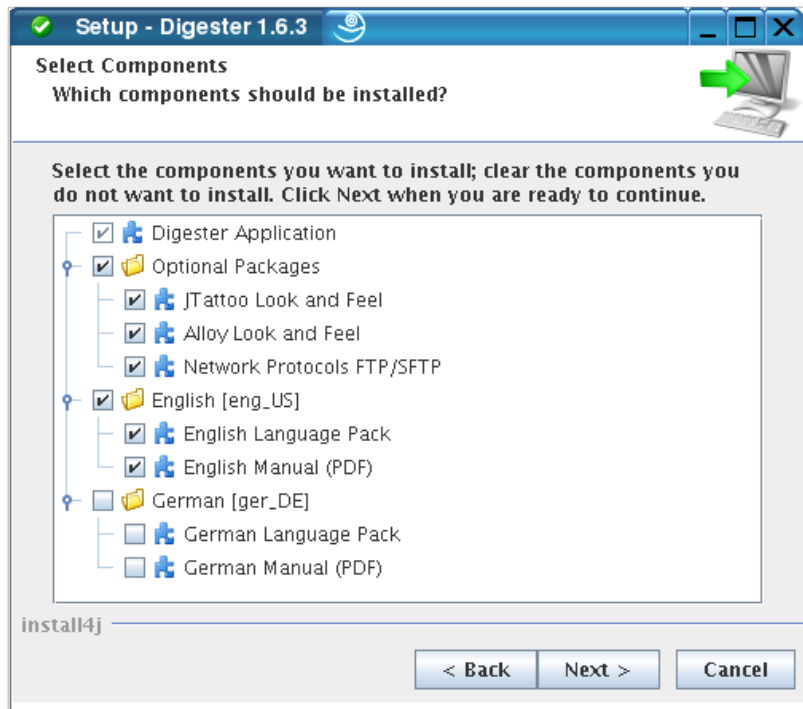 Setup - Digester 1.6.3
Select Components
Which components should be installed?
Select the components you want to install; clear the components you
do not want to install. Click Next when you are ready to continue.
Digester Application
Optional Packages
JTattoo Look and Feel
Alloy Look and Feel
Network Protocols FTP/SFTP
English [eng_US]
English Language Pack
English Manual (PDF)
German [ger_DE]
German Language Pack
German Manual (PDF)
install4j
< Back Next > Cancel